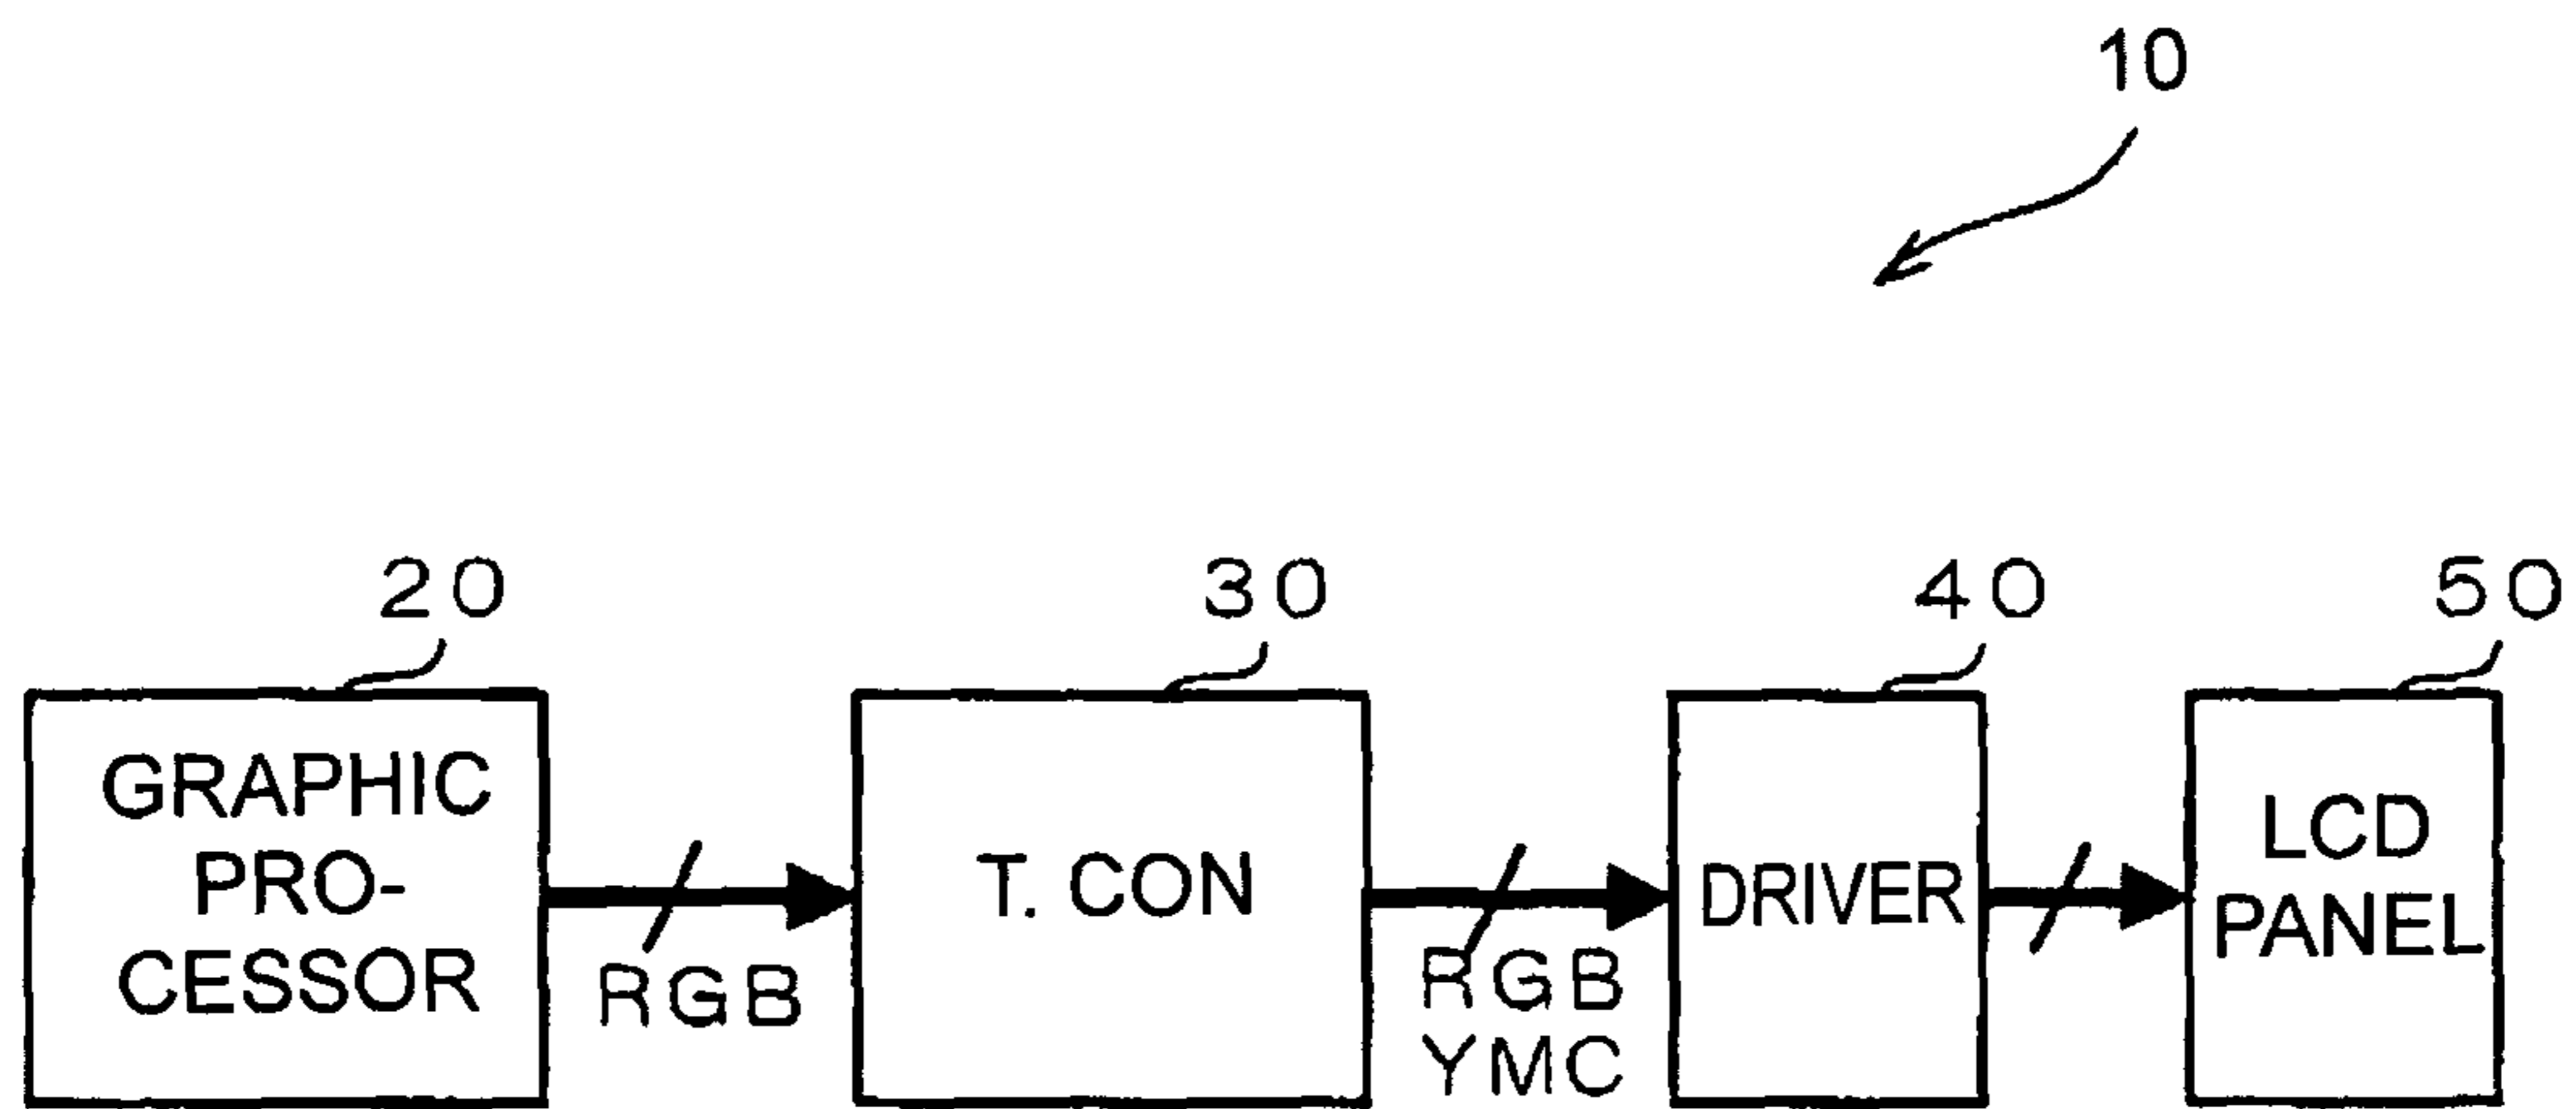 10
20
30
40
50
GRAPHIC
PRO-
CESSOR
RGB
T. CON
RGB
YMC
DRIVER
LCD
PANEL